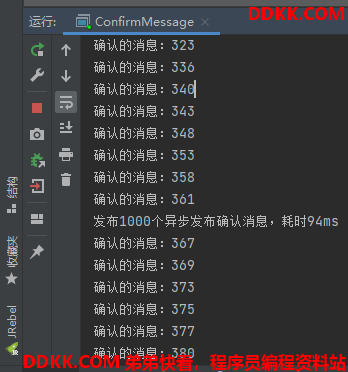 DDKK.COM
运行: ConfirmMessage ×
确认的消息：323
确认的消息：336
确认的消息：340
确认的消息：343
确认的消息：348
确认的消息：353
确认的消息：358
确认的消息：361
发布1000个异步发布确认消息，耗时94ms
确认的消息：367
确认的消息：369
确认的消息：373
确认的消息：375
确认的消息：377
确认的消息：380
结构
收藏夹
JRebel
DDKK.COM 弟弟快看，程序员编程资料站